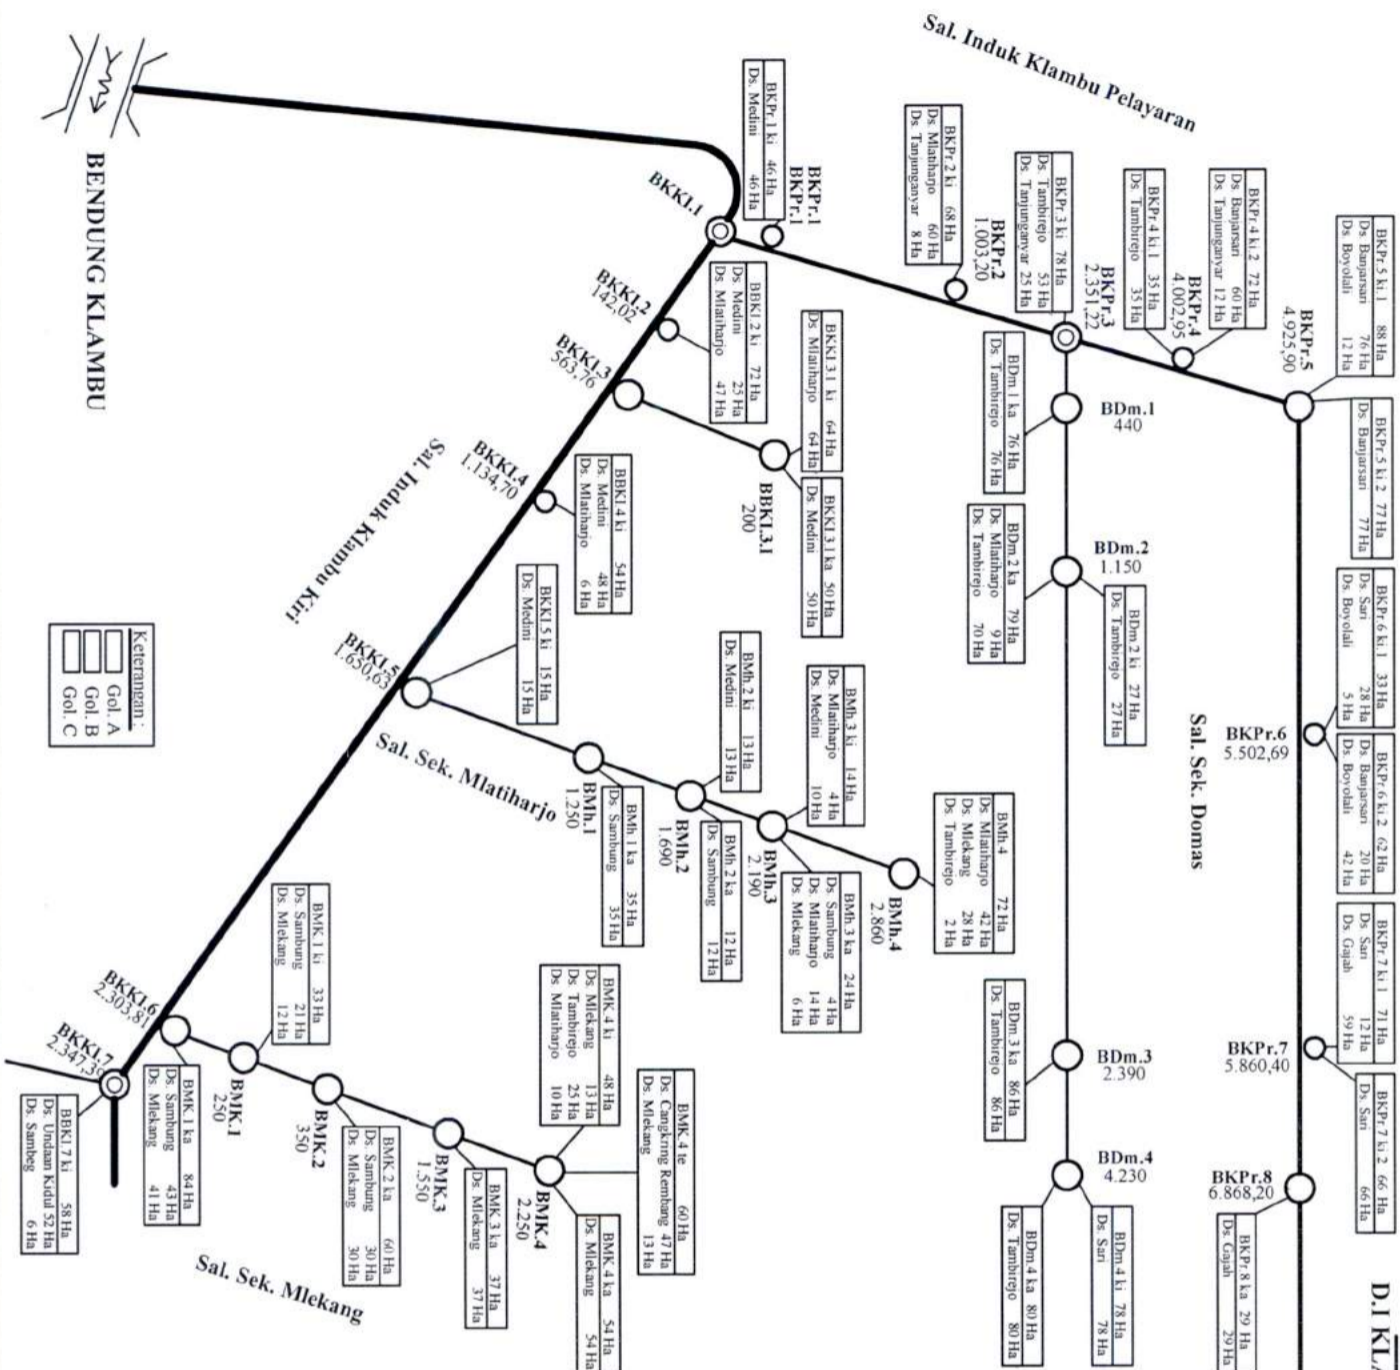 Sal. Induk Klambu Pelayaran
BENDUNG KLAMBU
BKKI.1
BKPr.1 ki 46 Ha
Ds. Medini 46 Ha
BKPr.1
BKPr.1
BKPr.2 ki 68 Ha
Ds. Mlatiharjo 60 Ha
Ds. Tanjunganyar 8 Ha
BKPr.2
1.003,20
BKPr.3 ki 78 Ha
Ds. Tambirejo 53 Ha
Ds. Tanjunganyar 25 Ha
BKPr.3
2.351,22
BKPr.4 ki.1 35 Ha
Ds. Tambirejo 35 Ha
BKPr.4 ki.2 72 Ha
Ds. Banjarsari 60 Ha
Ds. Tanjunganyar 12 Ha
BKPr.4
4.002,95
BKPr.5 ki.1 88 Ha
Ds. Banjarsari 76 Ha
Ds. Boyolali 12 Ha
BKPr.5
4.925,90
BKPr.5 ki 2 77 Ha
Ds. Banjarsari 77 Ha
BKPr.6 ki.1 33 Ha
Ds. Sari 28 Ha
Ds. Boyolali 5 Ha
BKPr.6
5.502,69
BKPr.6 ki.2 62 Ha
Ds. Banjarsari 20 Ha
Ds. Boyolali 42 Ha
BKPr.7 ki 1 71 Ha
Ds. Sari 12 Ha
Ds. Gajah 59 Ha
BKPr.7
5.860,40
BKPr.7 ki 2 66 Ha
Ds. Sari 66 Ha
BKPr.8
6.868,20
BKPr.8 ka 29 Ha
Ds. Gajah 29 Ha
D.I KLA
Sal. Sek. Domas
BDm.1
440
BDm.1 ka 76 Ha
Ds. Tambirejo 76 Ha
BDm.2
1.150
BDm.2 ka 79 Ha
Ds. Mlatiharjo 9 Ha
Ds. Tambirejo 70 Ha
BDm.2 ki 27 Ha
Ds. Tambirejo 27 Ha
BDm.3
2.390
BDm.3 ka 86 Ha
Ds. Tambirejo 86 Ha
BDm.4
4.230
BDm.4 ki 78 Ha
Ds. Sari 78 Ha
BDm.4 ka 80 Ha
Ds. Tambirejo 80 Ha
BKKI.2
142,02
BBKI.2 ki 72 Ha
Ds. Medini 25 Ha
Ds. Mlatiharjo 47 Ha
BKKI.3
563,76
BKKI.3.1 ki 64 Ha
Ds. Mlatiharjo 64 Ha
BKKI.3.1 ka 50 Ha
Ds. Medini 50 Ha
BBKI.3.1
200
BKKI.4
1.134,70
BBKI.4 ki 54 Ha
Ds. Medini 48 Ha
Ds. Mlatiharjo 6 Ha
Sal. Induk Klambu Kiri
BKKI.5
1.650,63
BKKI.5 ki 15 Ha
Ds. Medini 15 Ha
Sal. Sek. Mlatiharjo
BMh.1
1.250
BMh.1 ka 35 Ha
Ds. Sambung 35 Ha
BMh.2 ki 13 Ha
Ds. Medini 13 Ha
BMh.2
1.690
BMh.2 ka 12 Ha
Ds. Sambung 12 Ha
BMh.3 ki 14 Ha
Ds. Mlatiharjo 4 Ha
Ds. Medini 10 Ha
BMh.3
2.190
BMh.3 ka 24 Ha
Ds. Sambung 4 Ha
Ds. Mlatiharjo 14 Ha
Ds. Mlekang 6 Ha
BMh.4
2.860
BMh.4 72 Ha
Ds. Mlatiharjo 42 Ha
Ds. Mlekang 28 Ha
Ds. Tambirejo 2 Ha
BKKI.6
2.303,81
BKKI.7
2.347,39
BBKI.7 ki 58 Ha
Ds. Undaan Kidul 52 Ha
Ds. Sambeg 6 Ha
BMK.1 ki 33 Ha
Ds. Sambung 21 Ha
Ds. Mlekang 12 Ha
BMK.1
250
BMK.1 ka 84 Ha
Ds. Sambung 43 Ha
Ds. Mlekang 41 Ha
BMK.2
350
BMK.2 ka 60 Ha
Ds. Sambung 30 Ha
Ds. Mlekang 30 Ha
BMK.3
1.550
BMK.3 ka 37 Ha
Ds. Mlekang 37 Ha
BMK.4 ki 48 Ha
Ds. Mlekang 13 Ha
Ds. Tambirejo 25 Ha
Ds. Mlatiharjo 10 Ha
BMK.4
2.250
BMK.4 te 60 Ha
Ds. Cangkring Rembang 47 Ha
Ds. Mlekang 13 Ha
BMK.4 ka 54 Ha
Ds. Mlekang 54 Ha
Sal. Sek. Mlekang
Keterangan :
Gol. A
Gol. B
Gol. C